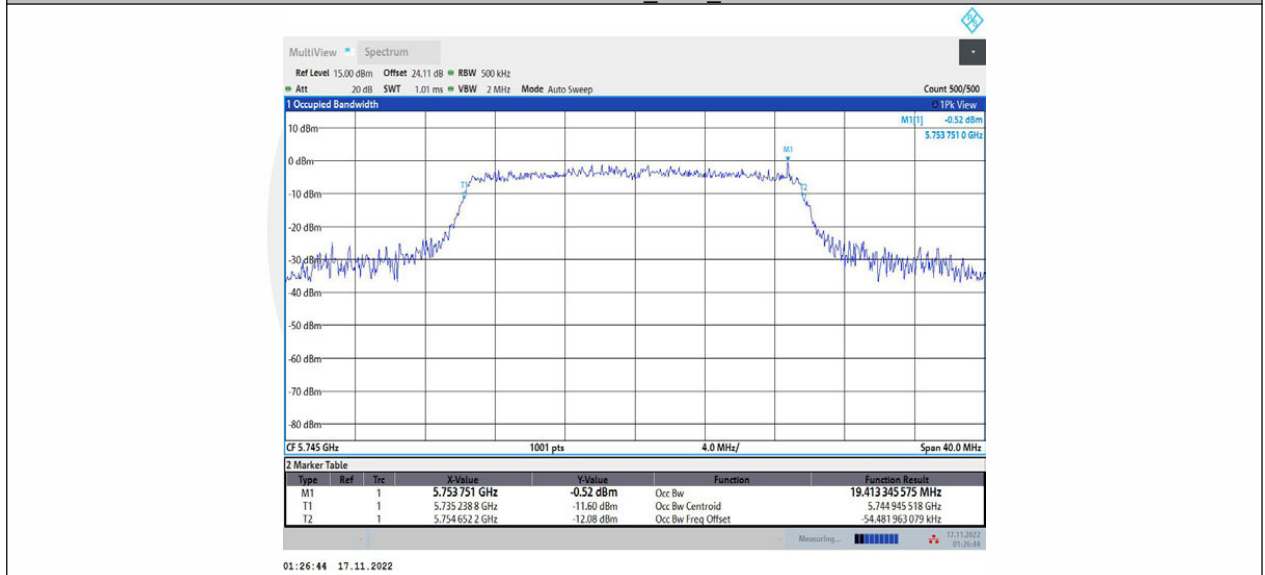 MultiView Spectrum
Ref Level 15.00 dBm Offset 24.11 dB RBW 500 kHz
Att 20 dB SWT 1.01 ms VBW 2 MHz Mode Auto Sweep Count 500/500
1 Occupied Bandwidth 1Pk View
M1[1] -0.52 dBm
5.753 751 0 GHz
10 dBm
M1
0 dBm
T1
T2
-10 dBm
-20 dBm
-30 dBm
-40 dBm
-50 dBm
-60 dBm
-70 dBm
-80 dBm
CF 5.745 GHz 1001 pts 4.0 MHz/ Span 40.0 MHz
2 Marker Table
Type Ref Trc X-Value Y-Value Function Function Result
M1 1 5.753 751 GHz -0.52 dBm Occ Bw 19.413 345 575 MHz
T1 1 5.735 238 8 GHz -11.60 dBm Occ Bw Centroid 5.744 945 518 GHz
T2 1 5.754 652 2 GHz -12.08 dBm Occ Bw Freq Offset -54.481 963 079 kHz
Measuring... 17.11.2022
01:26:44
01:26:44 17.11.2022